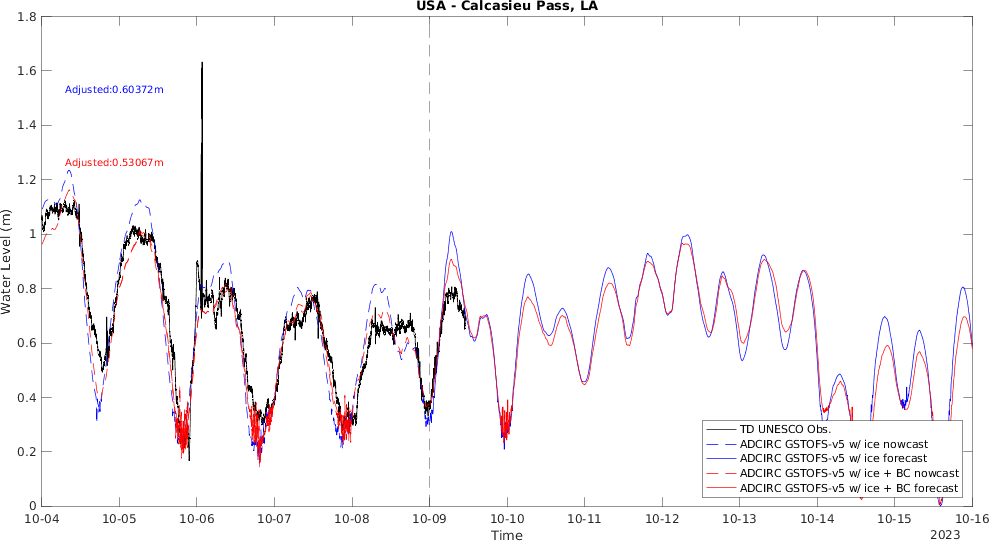 USA - Calcasieu Pass, LA
1.8
1.6
1.4
1.2
1
0.8
0.6
0.4
0.2
0
Water Level (m)
Adjusted:0.60372m
Adjusted:0.53067m
TD UNESCO Obs.
ADCIRC GSTOFS-v5 w/ ice nowcast
ADCIRC GSTOFS-v5 w/ ice forecast
ADCIRC GSTOFS-v5 w/ ice + BC nowcast
ADCIRC GSTOFS-v5 w/ ice + BC forecast
10-04 10-05 10-06 10-07 10-08 10-09 10-10 10-11 10-12 10-13 10-14 10-15 10-16
Time
2023